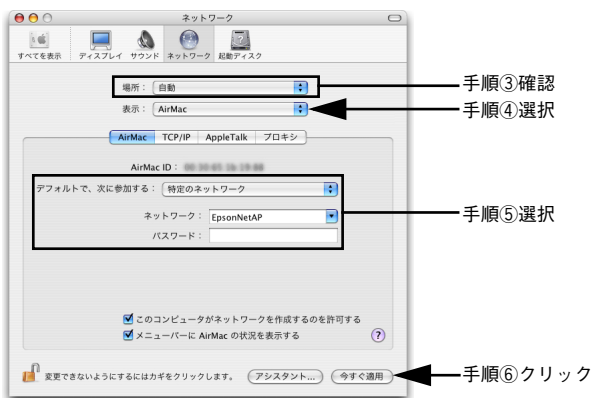 ネットワーク
すべてを表示 ディスプレイ サウンド ネットワーク 起動ディスク
場所： 自動
手順③確認
表示： AirMac
手順④選択
AirMac TCP/IP AppleTalk プロキシ
AirMac ID：
デフォルトで、次に参加する： 特定のネットワーク
ネットワーク： EpsonNetAP
手順⑤選択
パスワード：
このコンピュータがネットワークを作成するのを許可する
メニューバーに AirMac の状況を表示する ?
変更できないようにするにはカギをクリックします。 アシスタント... 今すぐ適用
手順⑥クリック